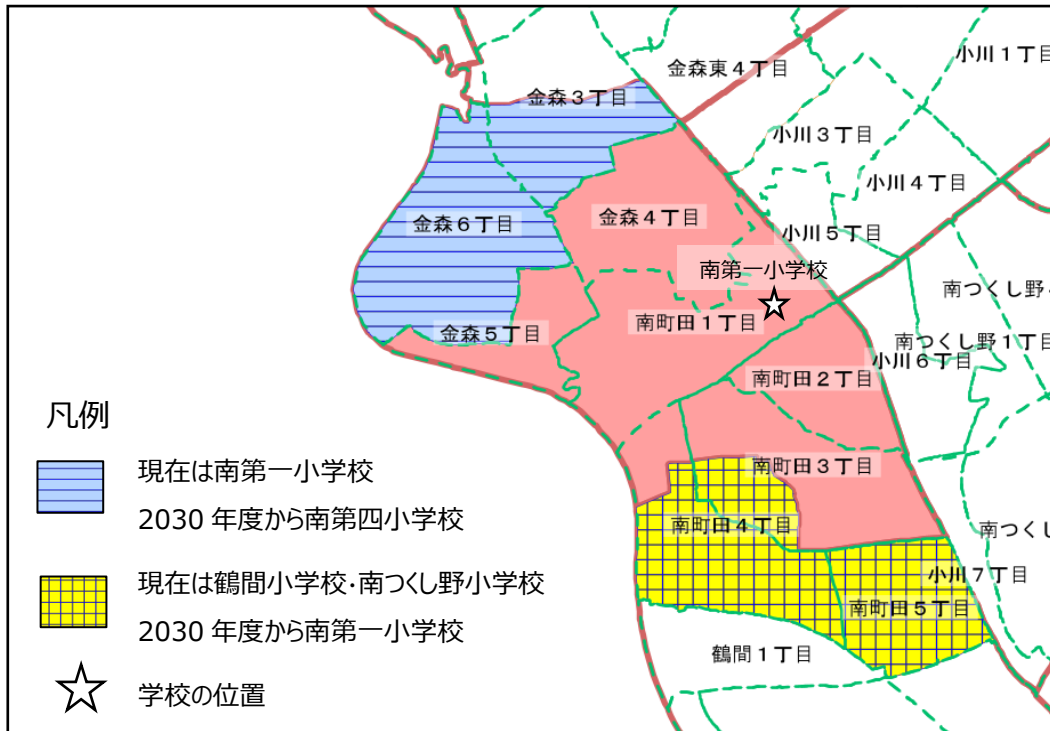 小川１丁目
金森東４丁目
金森３丁目
小川３丁目
小川４丁目
金森６丁目
金森４丁目
小川５丁目
南第一小学校
南つくし野
南町田１丁目
金森５丁目
南つくし野１丁目
小川６丁目
南町田２丁目
凡例
現在は南第一小学校
2030 年度から南第四小学校
南町田３丁目
南町田４丁目
南つくし
現在は鶴間小学校・南つくし野小学校
2030 年度から南第一小学校
小川７丁目
南町田５丁目
鶴間１丁目
学校の位置